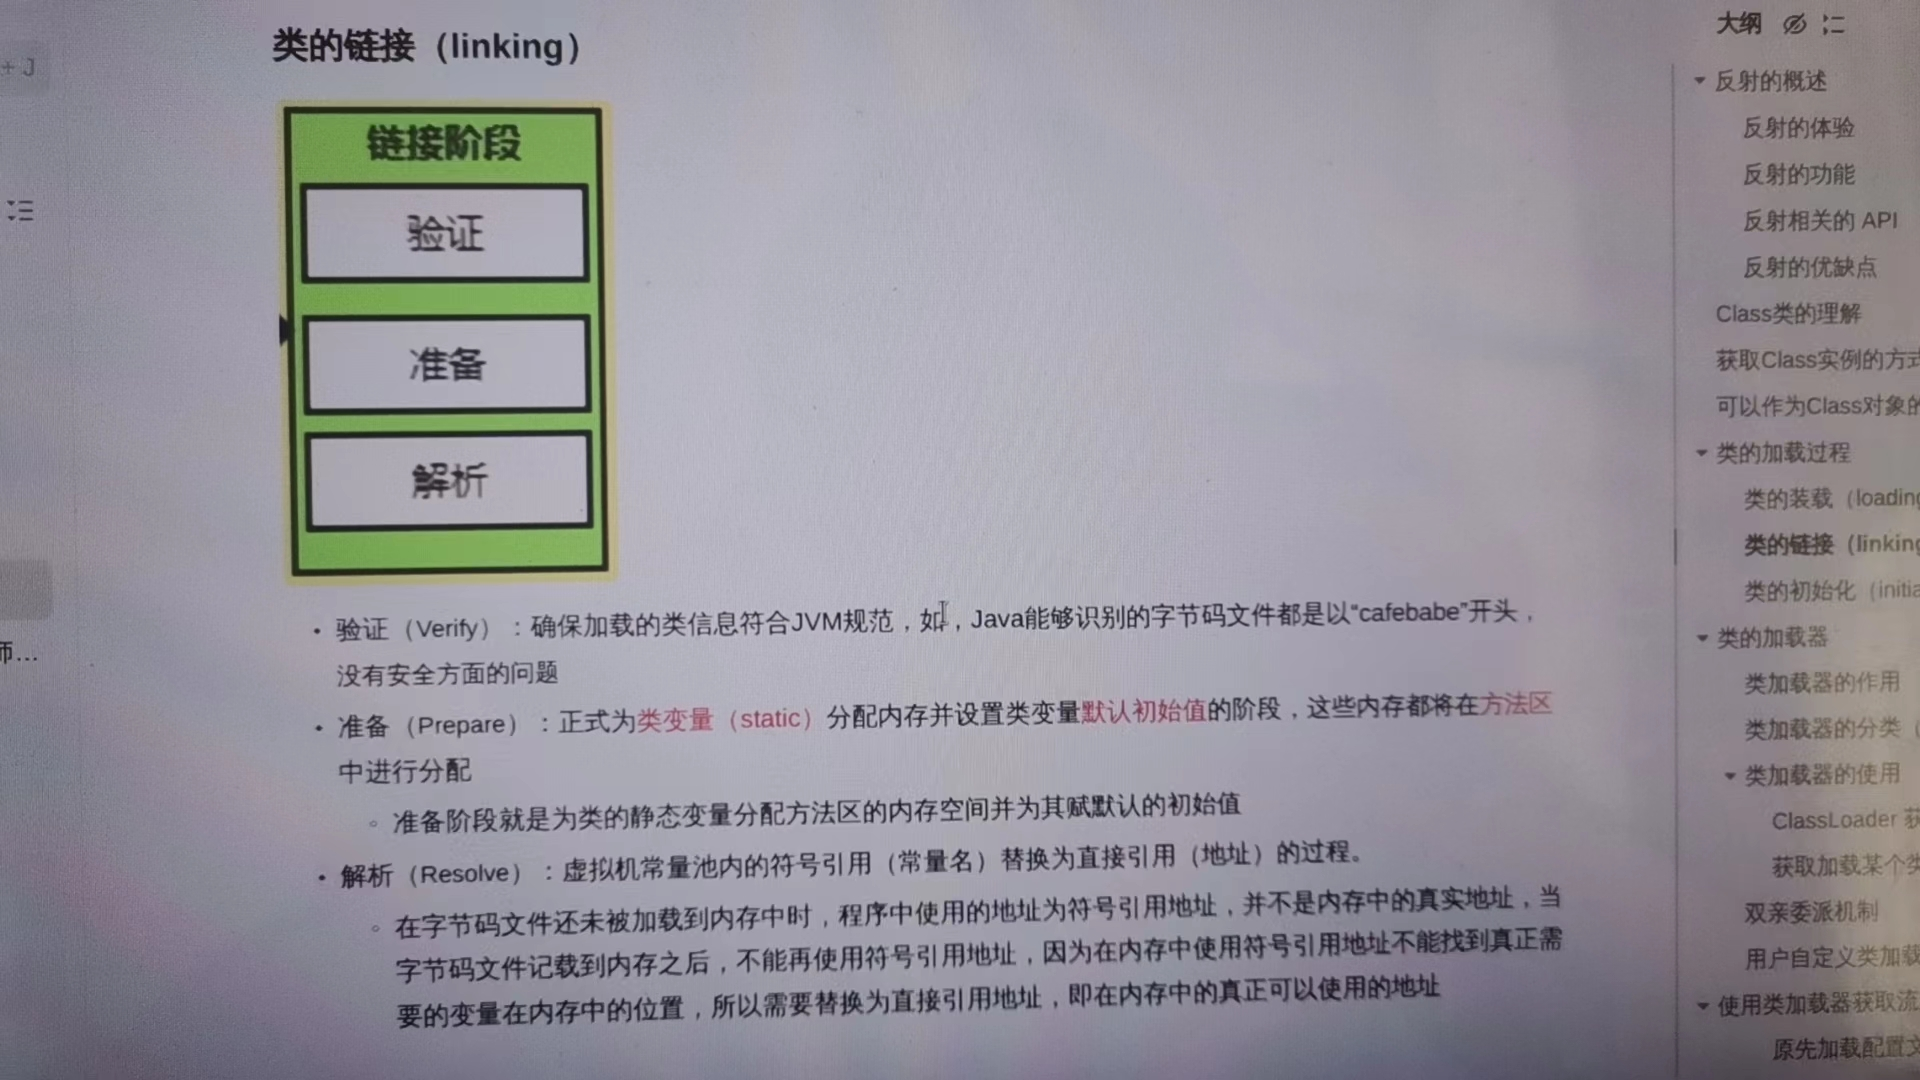 类的链接（linking）
链接阶段
验证
准备
解析
• 验证（Verify）：确保加载的类信息符合JVM规范，如，Java能够识别的字节码文件都是以“cafebabe”开头，
没有安全方面的问题
• 准备（Prepare）：正式为类变量（static）分配内存并设置类变量默认初始值的阶段，这些内存都将在方法区
中进行分配
◦ 准备阶段就是为类的静态变量分配方法区的内存空间并为其赋默认的初始值
• 解析（Resolve）：虚拟机常量池内的符号引用（常量名）替换为直接引用（地址）的过程。
◦ 在字节码文件还未被加载到内存中时，程序中使用的地址为符号引用地址，并不是内存中的真实地址，当
字节码文件记载到内存之后，不能再使用符号引用地址，因为在内存中使用符号引用地址不能找到真正需
要的变量在内存中的位置，所以需要替换为直接引用地址，即在内存中的真正可以使用的地址
+ J
师...
大纲
反射的概述
反射的体验
反射的功能
反射相关的 API
反射的优缺点
Class类的理解
获取Class实例的方式
可以作为Class对象的
类的加载过程
类的装载（loading
类的链接（linking
类的初始化（initia
类的加载器
类加载器的作用
类加载器的分类（
类加载器的使用
ClassLoader 获
获取加载某个类
双亲委派机制
用户自定义类加载
使用类加载器获取流
原先加载配置文